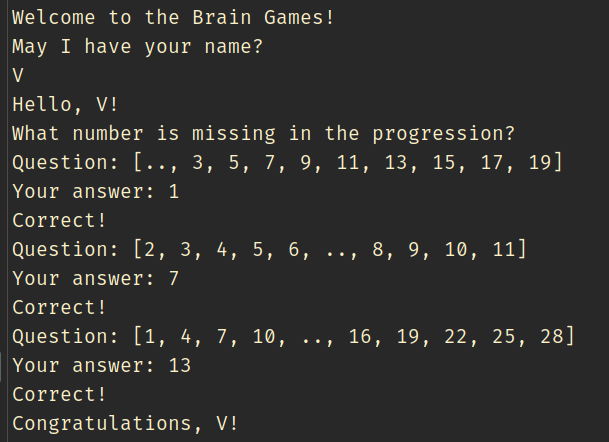 Welcome to the Brain Games!
May I have your name?
V
Hello, V!
What number is missing in the progression?
Question: [.., 3, 5, 7, 9, 11, 13, 15, 17, 19]
Your answer: 1
Correct!
Question: [2, 3, 4, 5, 6, .., 8, 9, 10, 11]
Your answer: 7
Correct!
Question: [1, 4, 7, 10, .., 16, 19, 22, 25, 28]
Your answer: 13
Correct!
Congratulations, V!